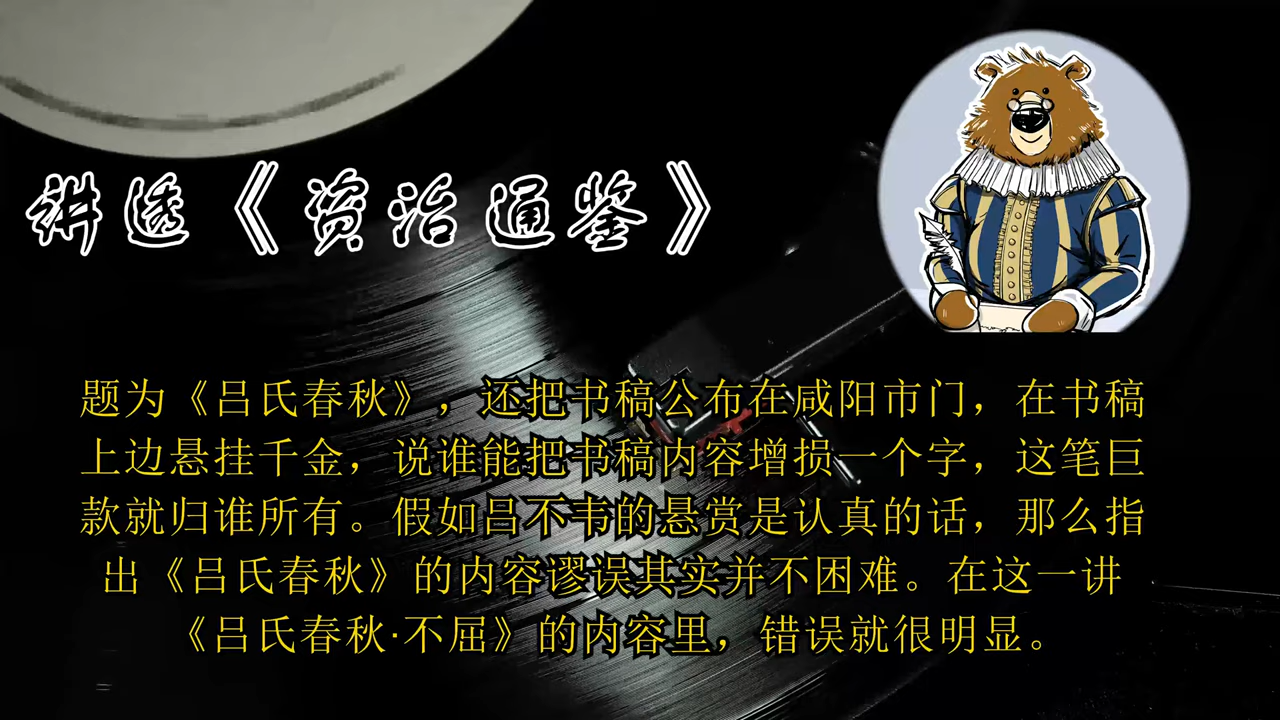 讲透《资治通鉴》
题为《吕氏春秋》，还把书稿公布在咸阳市门，在书稿
上边悬挂千金，说谁能把书稿内容增损一个字，这笔巨
款就归谁所有。假如吕不韦的悬赏是认真的话，那么指
出《吕氏春秋》的内容谬误其实并不困难。在这一讲
《吕氏春秋·不屈》的内容里，错误就很明显。